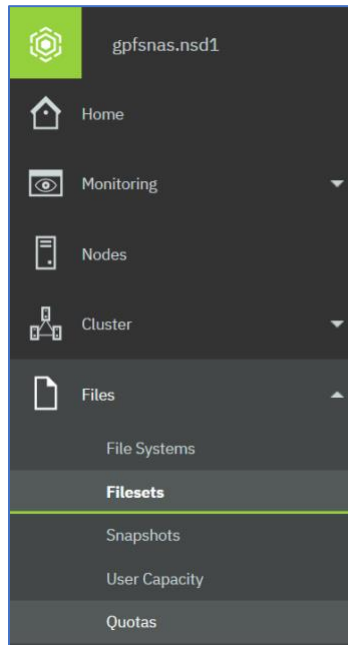 gpfsnas.nsd1
Home
Monitoring
Nodes
Cluster
Files
File Systems
Filesets
Snapshots
User Capacity
Quotas